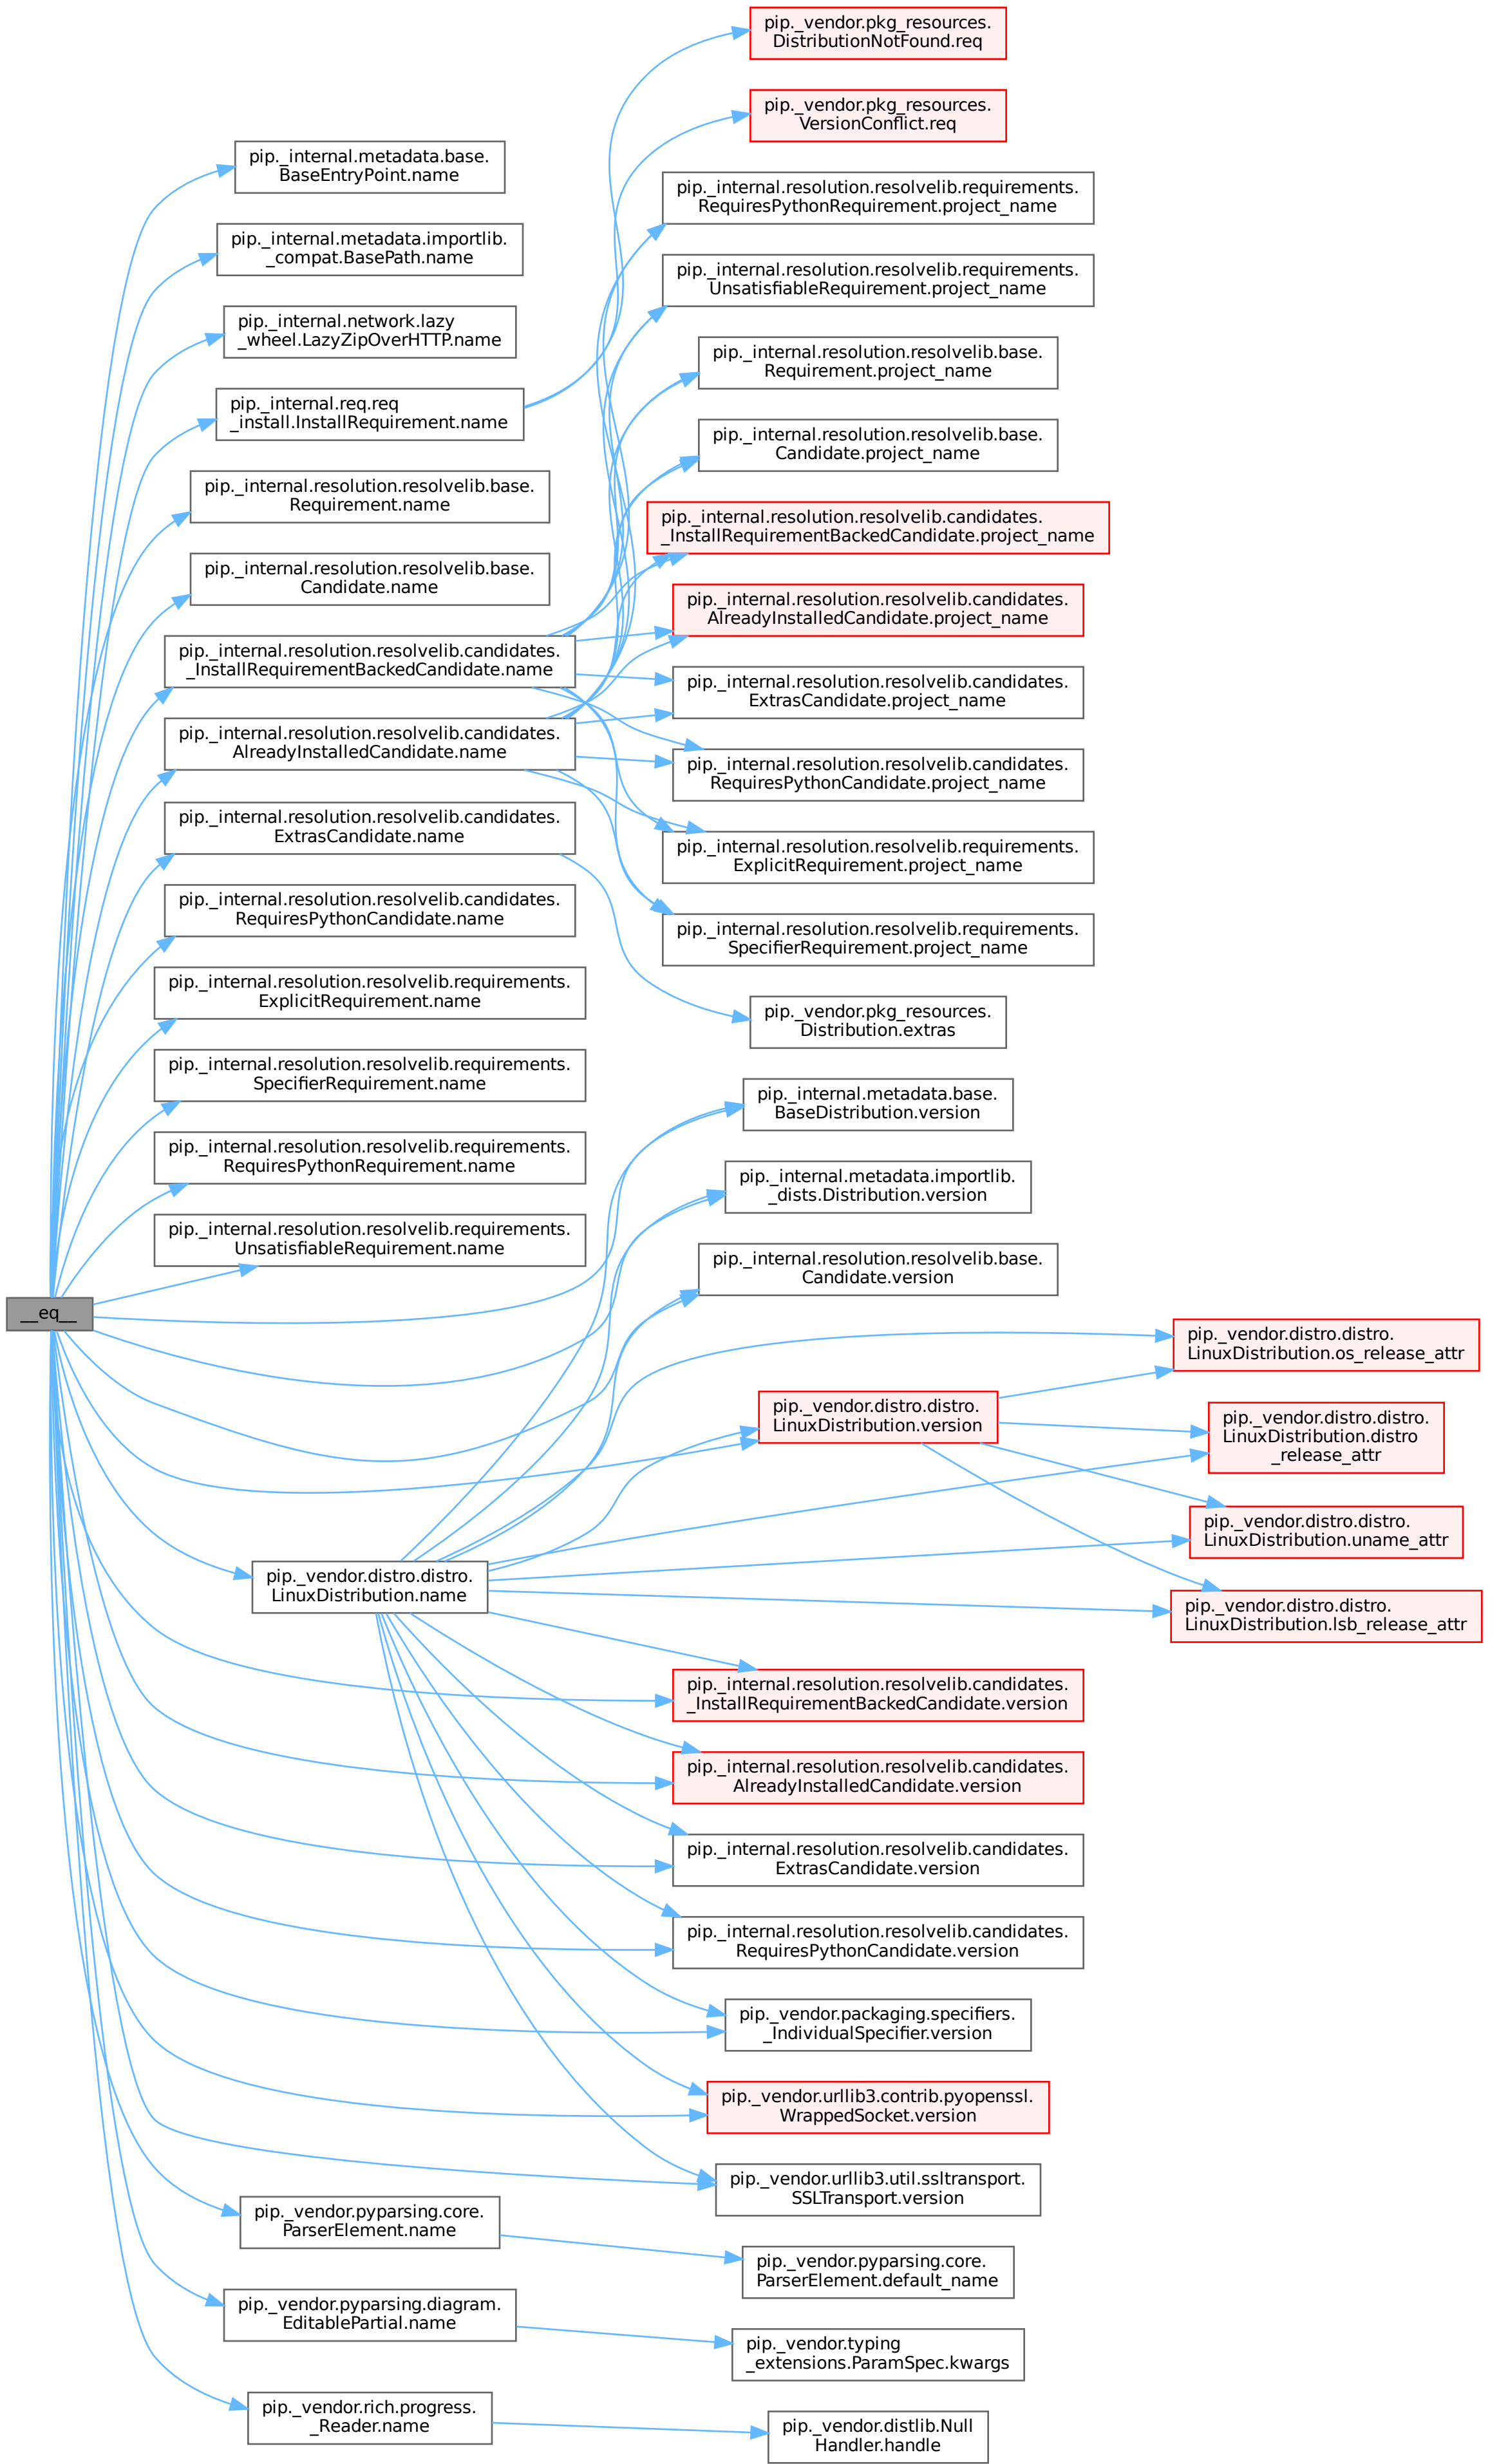 pip._vendor.pkg_resources.
DistributionNotFound.req
pip._vendor.pkg_resources.
VersionConflict.req
pip._internal.metadata.base.
BaseEntryPoint.name
pip._internal.resolution.resolvelib.requirements.
RequiresPythonRequirement.project_name
pip._internal.metadata.importlib.
_compat.BasePath.name
pip._internal.resolution.resolvelib.requirements.
UnsatisfiableRequirement.project_name
pip._internal.network.lazy
_wheel.LazyZipOverHTTP.name
pip._internal.resolution.resolvelib.base.
Requirement.project_name
pip._internal.req.req
_install.InstallRequirement.name
pip._internal.resolution.resolvelib.base.
Candidate.project_name
pip._internal.resolution.resolvelib.base.
Requirement.name
pip._internal.resolution.resolvelib.candidates.
_InstallRequirementBackedCandidate.project_name
pip._internal.resolution.resolvelib.base.
Candidate.name
pip._internal.resolution.resolvelib.candidates.
AlreadyInstalledCandidate.project_name
pip._internal.resolution.resolvelib.candidates.
_InstallRequirementBackedCandidate.name
pip._internal.resolution.resolvelib.candidates.
ExtrasCandidate.project_name
pip._internal.resolution.resolvelib.candidates.
AlreadyInstalledCandidate.name
pip._internal.resolution.resolvelib.candidates.
RequiresPythonCandidate.project_name
pip._internal.resolution.resolvelib.candidates.
ExtrasCandidate.name
pip._internal.resolution.resolvelib.requirements.
ExplicitRequirement.project_name
pip._internal.resolution.resolvelib.candidates.
RequiresPythonCandidate.name
pip._internal.resolution.resolvelib.requirements.
SpecifierRequirement.project_name
pip._internal.resolution.resolvelib.requirements.
ExplicitRequirement.name
pip._vendor.pkg_resources.
Distribution.extras
pip._internal.resolution.resolvelib.requirements.
SpecifierRequirement.name
pip._internal.metadata.base.
BaseDistribution.version
pip._internal.resolution.resolvelib.requirements.
RequiresPythonRequirement.name
pip._internal.metadata.importlib.
_dists.Distribution.version
pip._internal.resolution.resolvelib.requirements.
UnsatisfiableRequirement.name
pip._internal.resolution.resolvelib.base.
Candidate.version
__eq__
pip._vendor.distro.distro.
LinuxDistribution.os_release_attr
pip._vendor.distro.distro.
LinuxDistribution.version
pip._vendor.distro.distro.
LinuxDistribution.distro
_release_attr
pip._vendor.distro.distro.
LinuxDistribution.uname_attr
pip._vendor.distro.distro.
LinuxDistribution.name
pip._vendor.distro.distro.
LinuxDistribution.lsb_release_attr
pip._internal.resolution.resolvelib.candidates.
_InstallRequirementBackedCandidate.version
pip._internal.resolution.resolvelib.candidates.
AlreadyInstalledCandidate.version
pip._internal.resolution.resolvelib.candidates.
ExtrasCandidate.version
pip._internal.resolution.resolvelib.candidates.
RequiresPythonCandidate.version
pip._vendor.packaging.specifiers.
_IndividualSpecifier.version
pip._vendor.urllib3.contrib.pyopenssl.
WrappedSocket.version
pip._vendor.urllib3.util.ssltransport.
SSLTransport.version
pip._vendor.pyparsing.core.
ParserElement.name
pip._vendor.pyparsing.core.
ParserElement.default_name
pip._vendor.pyparsing.diagram.
EditablePartial.name
pip._vendor.typing
_extensions.ParamSpec.kwargs
pip._vendor.rich.progress.
_Reader.name
pip._vendor.distlib.Null
Handler.handle